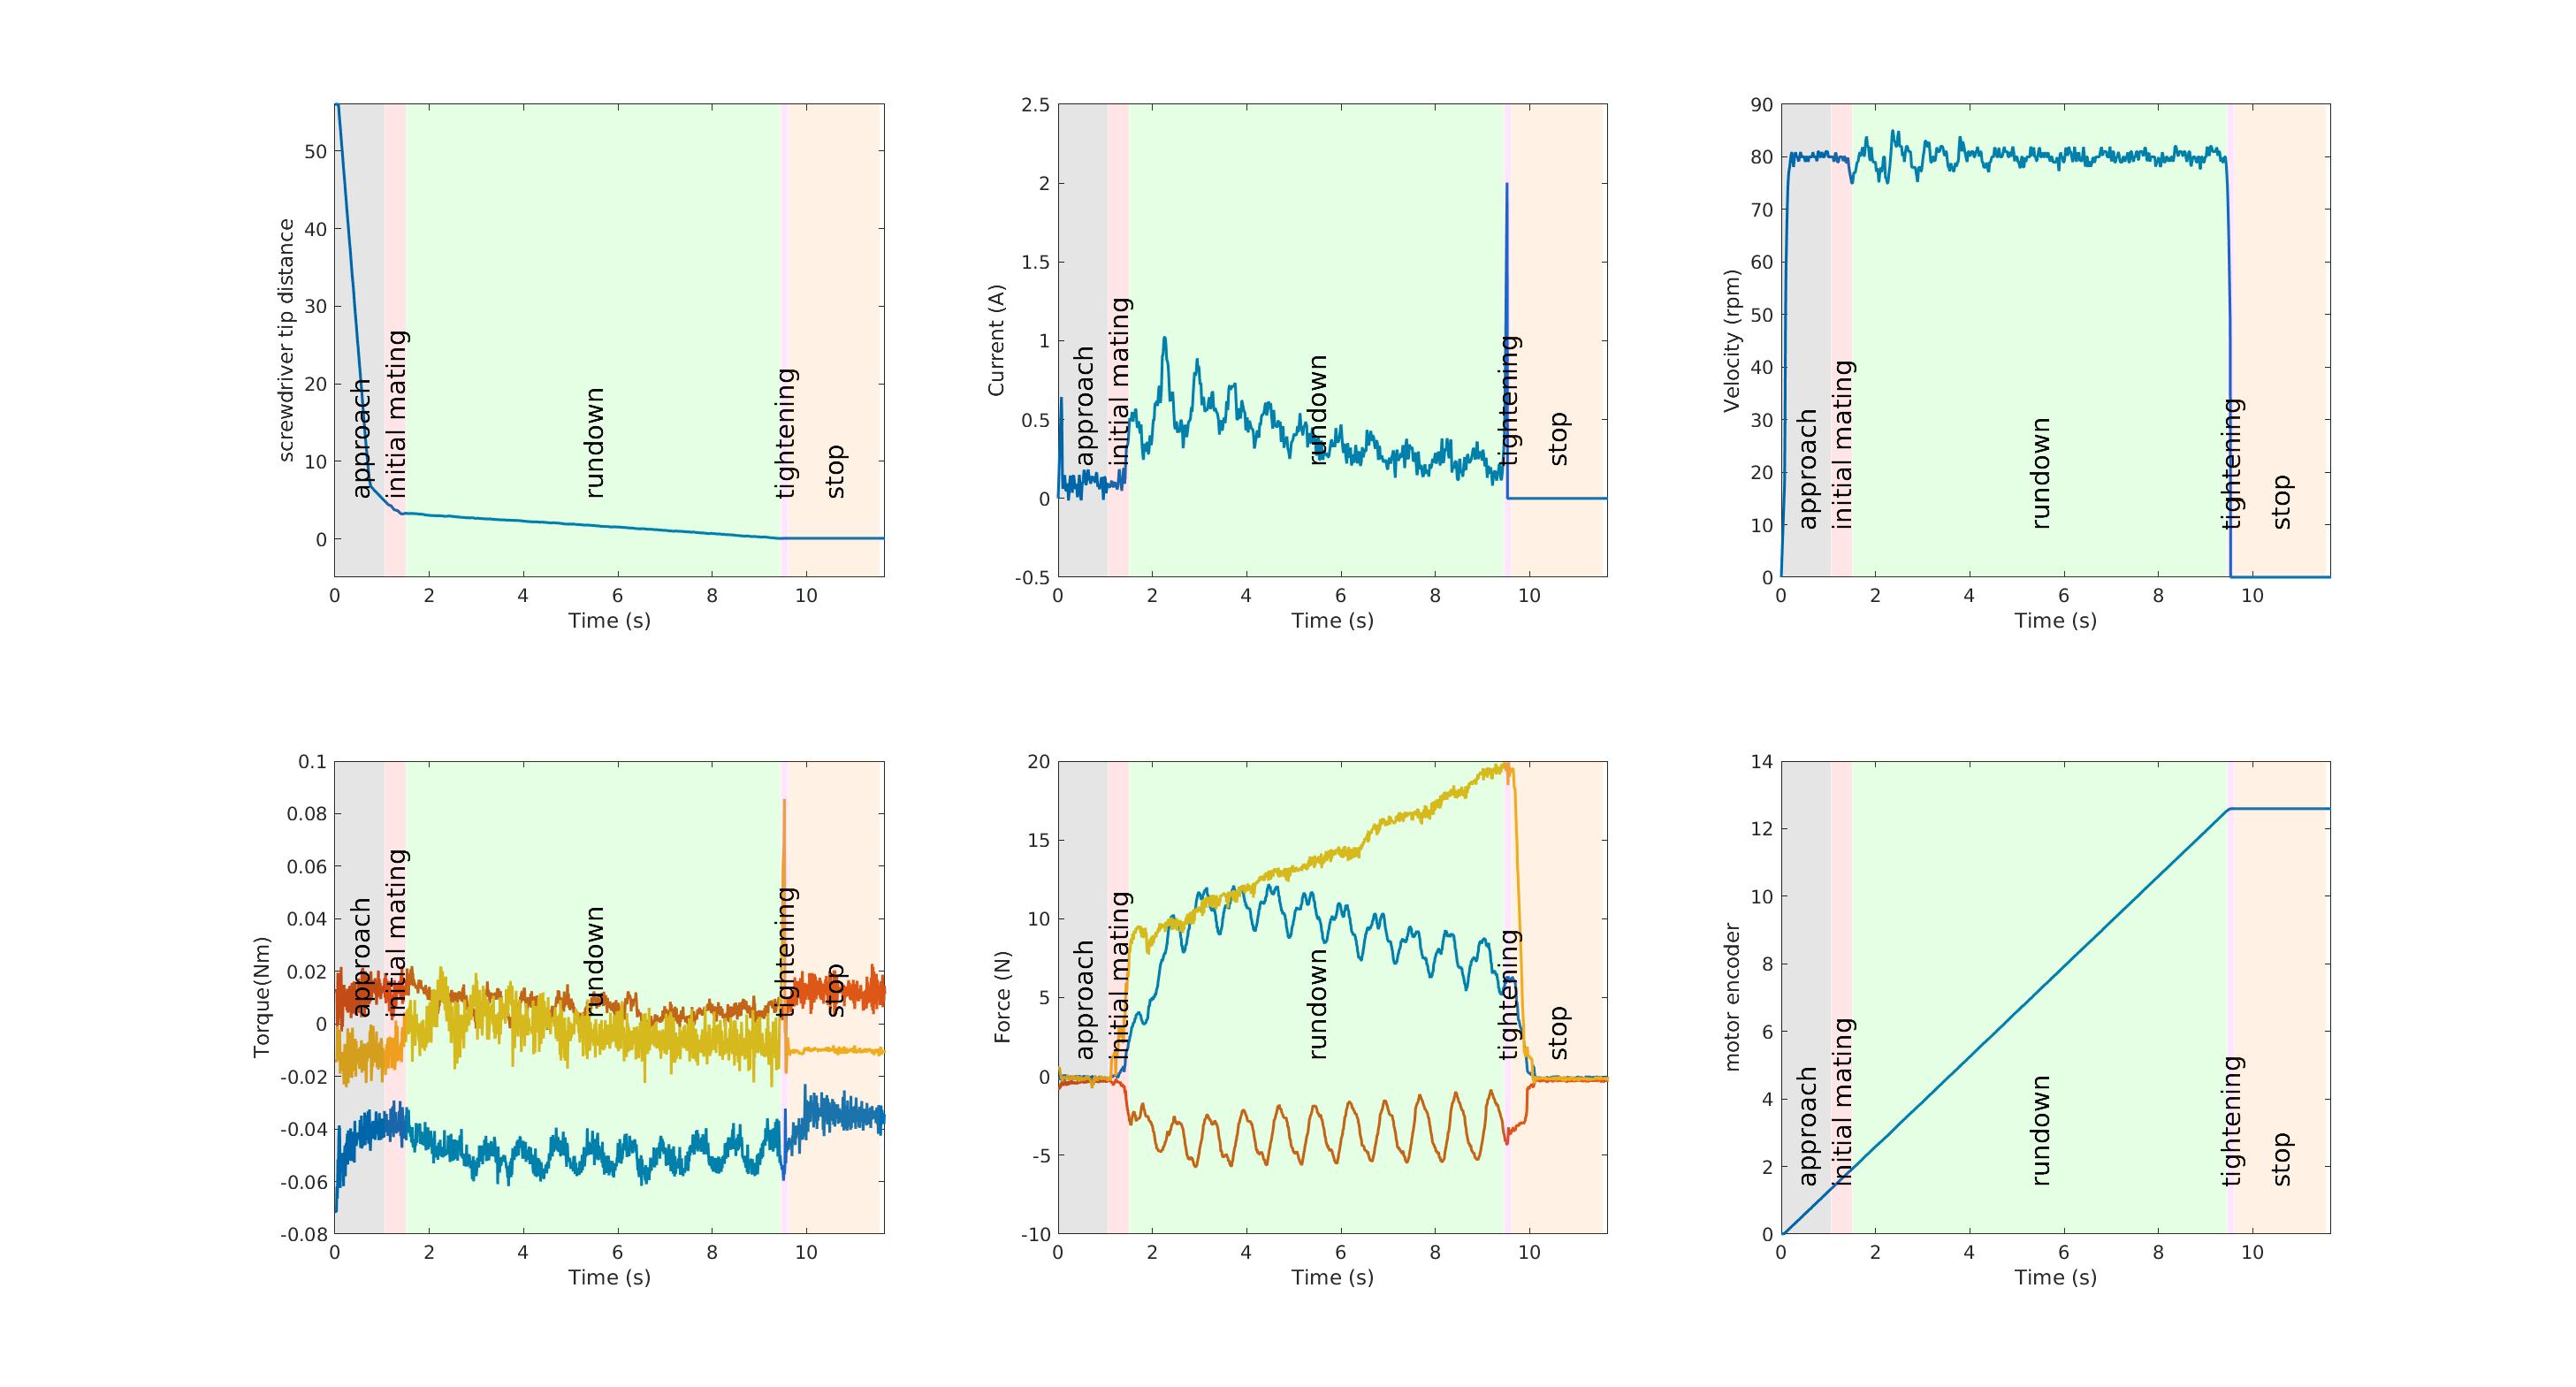 screwdriver tip distance
50
40
30
20
10
0
approach
initial mating
rundown
tightening
stop
0 2 4 6 8 10
Time (s)
Current (A)
2.5
2
1.5
1
0.5
0
-0.5
approach
initial mating
rundown
tightening
stop
0 2 4 6 8 10
Time (s)
Velocity (rpm)
90
80
70
60
50
40
30
20
10
0
approach
initial mating
rundown
tightening
stop
0 2 4 6 8 10
Time (s)
Torque(Nm)
0.1
0.08
0.06
0.04
0.02
0
-0.02
-0.04
-0.06
-0.08
approach
initial mating
rundown
tightening
stop
0 2 4 6 8 10
Time (s)
Force (N)
20
15
10
5
0
-5
-10
approach
initial mating
rundown
tightening
stop
0 2 4 6 8 10
Time (s)
motor encoder
14
12
10
8
6
4
2
0
approach
initial mating
rundown
tightening
stop
0 2 4 6 8 10
Time (s)